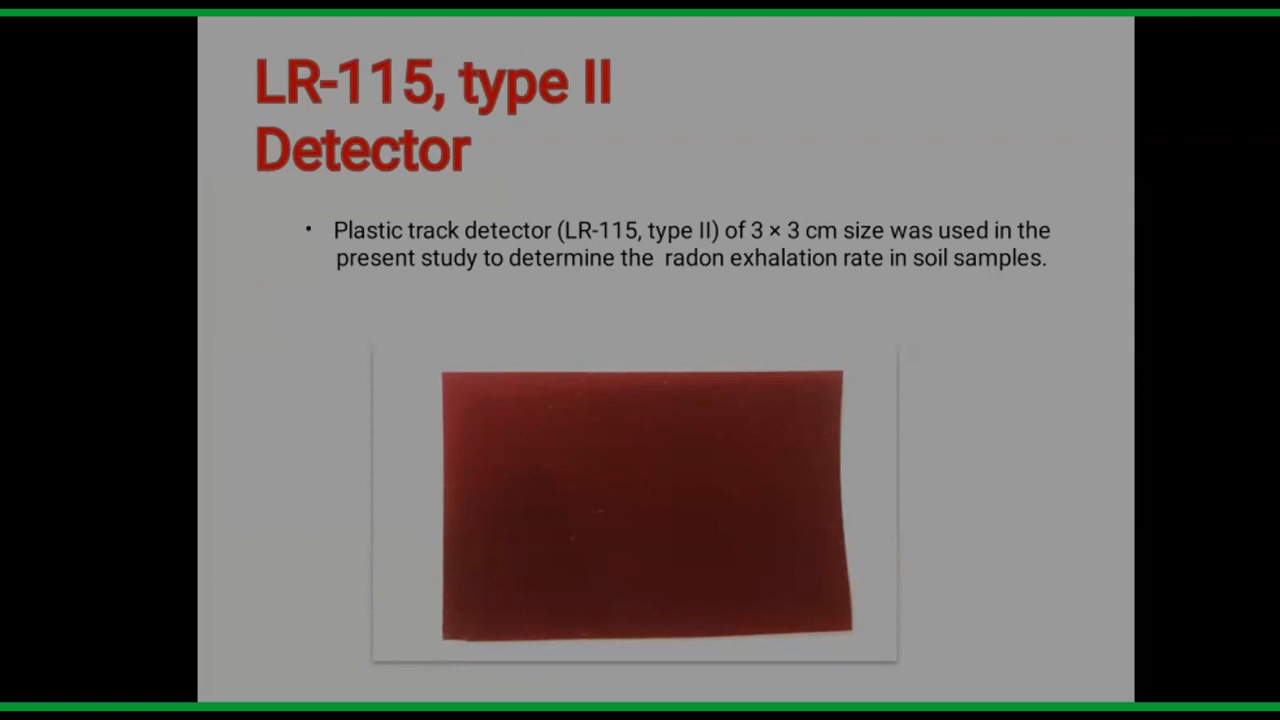 LR-115, type II
Detector
• Plastic track detector (LR-115, type II) of 3 × 3 cm size was used in the
present study to determine the radon exhalation rate in soil samples.